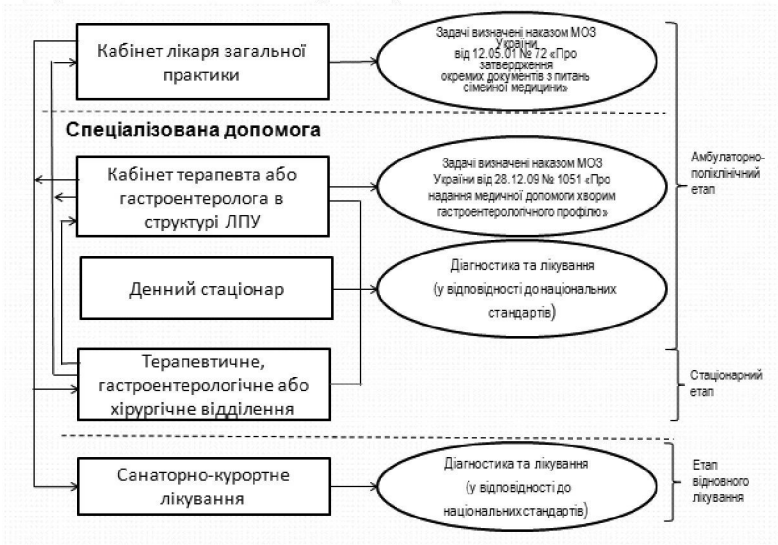 Кабінет лікаря загальної
практики
Задачі визначені наказом МОЗ
України
від 12.05.01 № 72 «Про
затвердження
окремих документів з питань
сімейної медицини»
Спеціалізована допомога
Кабінет терапевта або
гастроентеролога в
структурі ЛПУ
Задачі визначені наказом МОЗ
України від 28.12.09 № 1051 «Про
надання медичної допомоги хворим
гастроентерологічного профілю»
Амбулаторно-
поліклінічний
етап
Денний стаціонар
Діагностика та лікування
(у відповідності до національних
стандартів)
Терапевтичне,
гастроентерологічне або
хірургічне відділення
Стаціонарний
етап
Санаторно-курортне
лікування
Діагностика та лікування
(у відповідності до
національних стандартів)
Етап
відновного
лікування